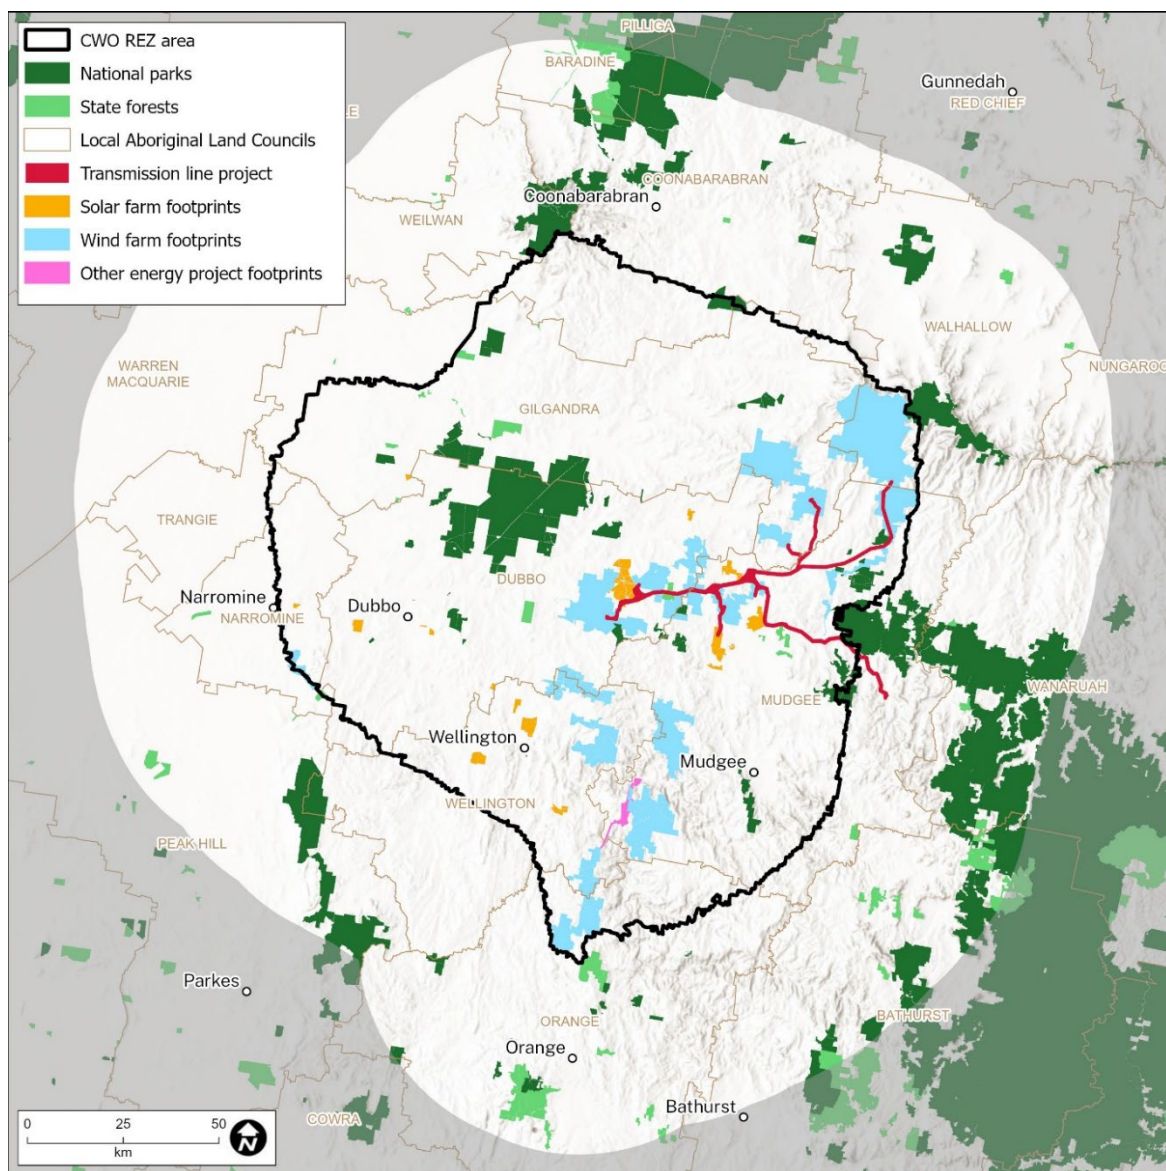 CWO REZ area
National parks
State forests
Local Aboriginal Land Councils
Transmission line project
Solar farm footprints
Wind farm footprints
Other energy project footprints
PILLIGA
BARADINE
Gunnedah
RED CHIEF
LE
COONABARABRAN
Coonabarabran
WEILWAN
WALHALLOW
NUNGAROO
WARREN
MACQUARIE
GILGANDRA
TRANGIE
DUBBO
Narromine
NARROMINE
Dubbo
WANARUAH
MUDGEE
Wellington
Mudgee
WELLINGTON
PEAK HILL
Parkes
BATHURST
ORANGE
Orange
Bathurst
COWRA
0 25 50
km
N